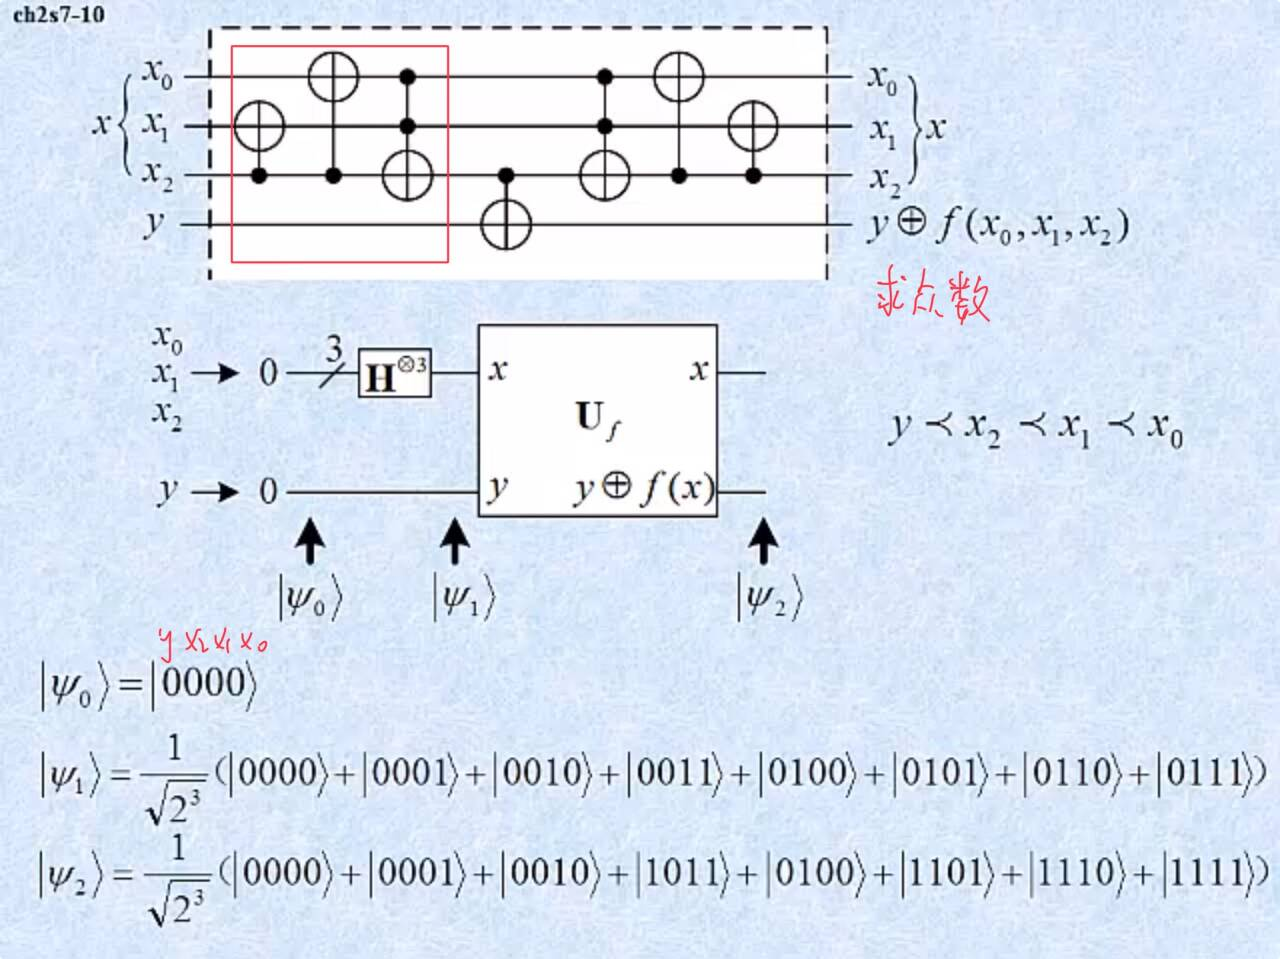 ch2s7-10
x { x₀ x₁ x₂
y
x₀ x₁ x₂ } x
y ⊕ f(x₀,x₁,x₂)
求点数
x₀
x₁ 0 3 H^⊗3 x x
x₂
U_f
y ≺ x₂ ≺ x₁ ≺ x₀
y 0 y y⊕f(x)
|ψ₀⟩ |ψ₁⟩ |ψ₂⟩
y x₂ x₁ x₀
|ψ₀⟩=|0000⟩
|ψ₁⟩=1/√2³(|0000⟩+|0001⟩+|0010⟩+|0011⟩+|0100⟩+|0101⟩+|0110⟩+|0111⟩)
|ψ₂⟩=1/√2³(|0000⟩+|0001⟩+|0010⟩+|1011⟩+|0100⟩+|1101⟩+|1110⟩+|1111⟩)